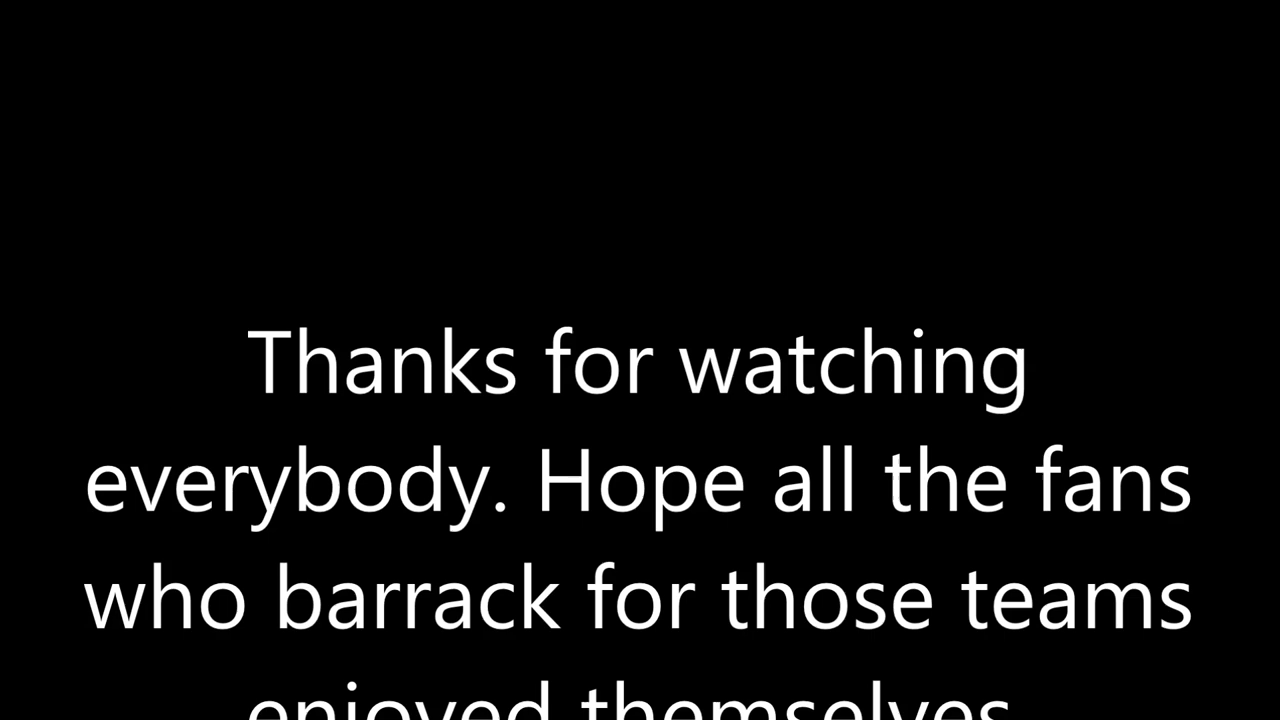 Thanks for watching
everybody. Hope all the fans
who barrack for those teams
enjoyed themselves